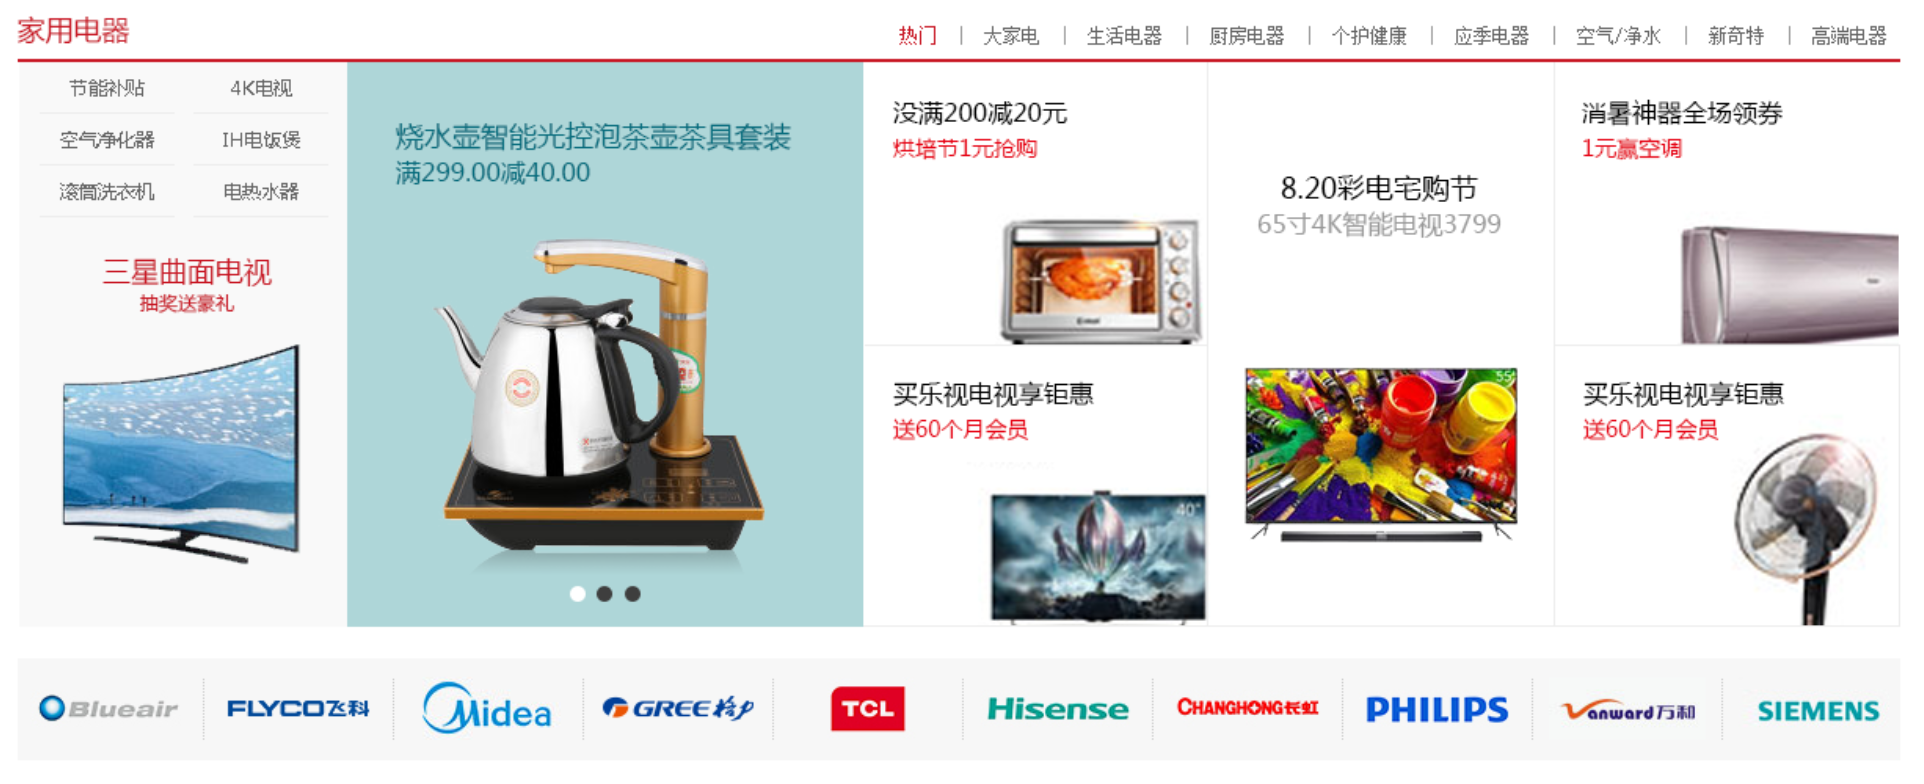 家用电器
热门 | 大家电 | 生活电器 | 厨房电器 | 个护健康 | 应季电器 | 空气/净水 | 新奇特 | 高端电器
节能补贴 4K电视
空气净化器 IH电饭煲
滚筒洗衣机 电热水器
三星曲面电视
抽奖送豪礼
烧水壶智能光控泡茶壶茶具套装
满299.00减40.00
没满200减20元
烘培节1元抢购
买乐视电视享钜惠
送60个月会员
40"
8.20彩电宅购节
65寸4K智能电视3799
55"
消暑神器全场领券
1元赢空调
买乐视电视享钜惠
送60个月会员
Blueair
FLYCO飞科
Midea
GREE格力
TCL
Hisense
CHANGHONG长虹
PHILIPS
Vanward万和
SIEMENS